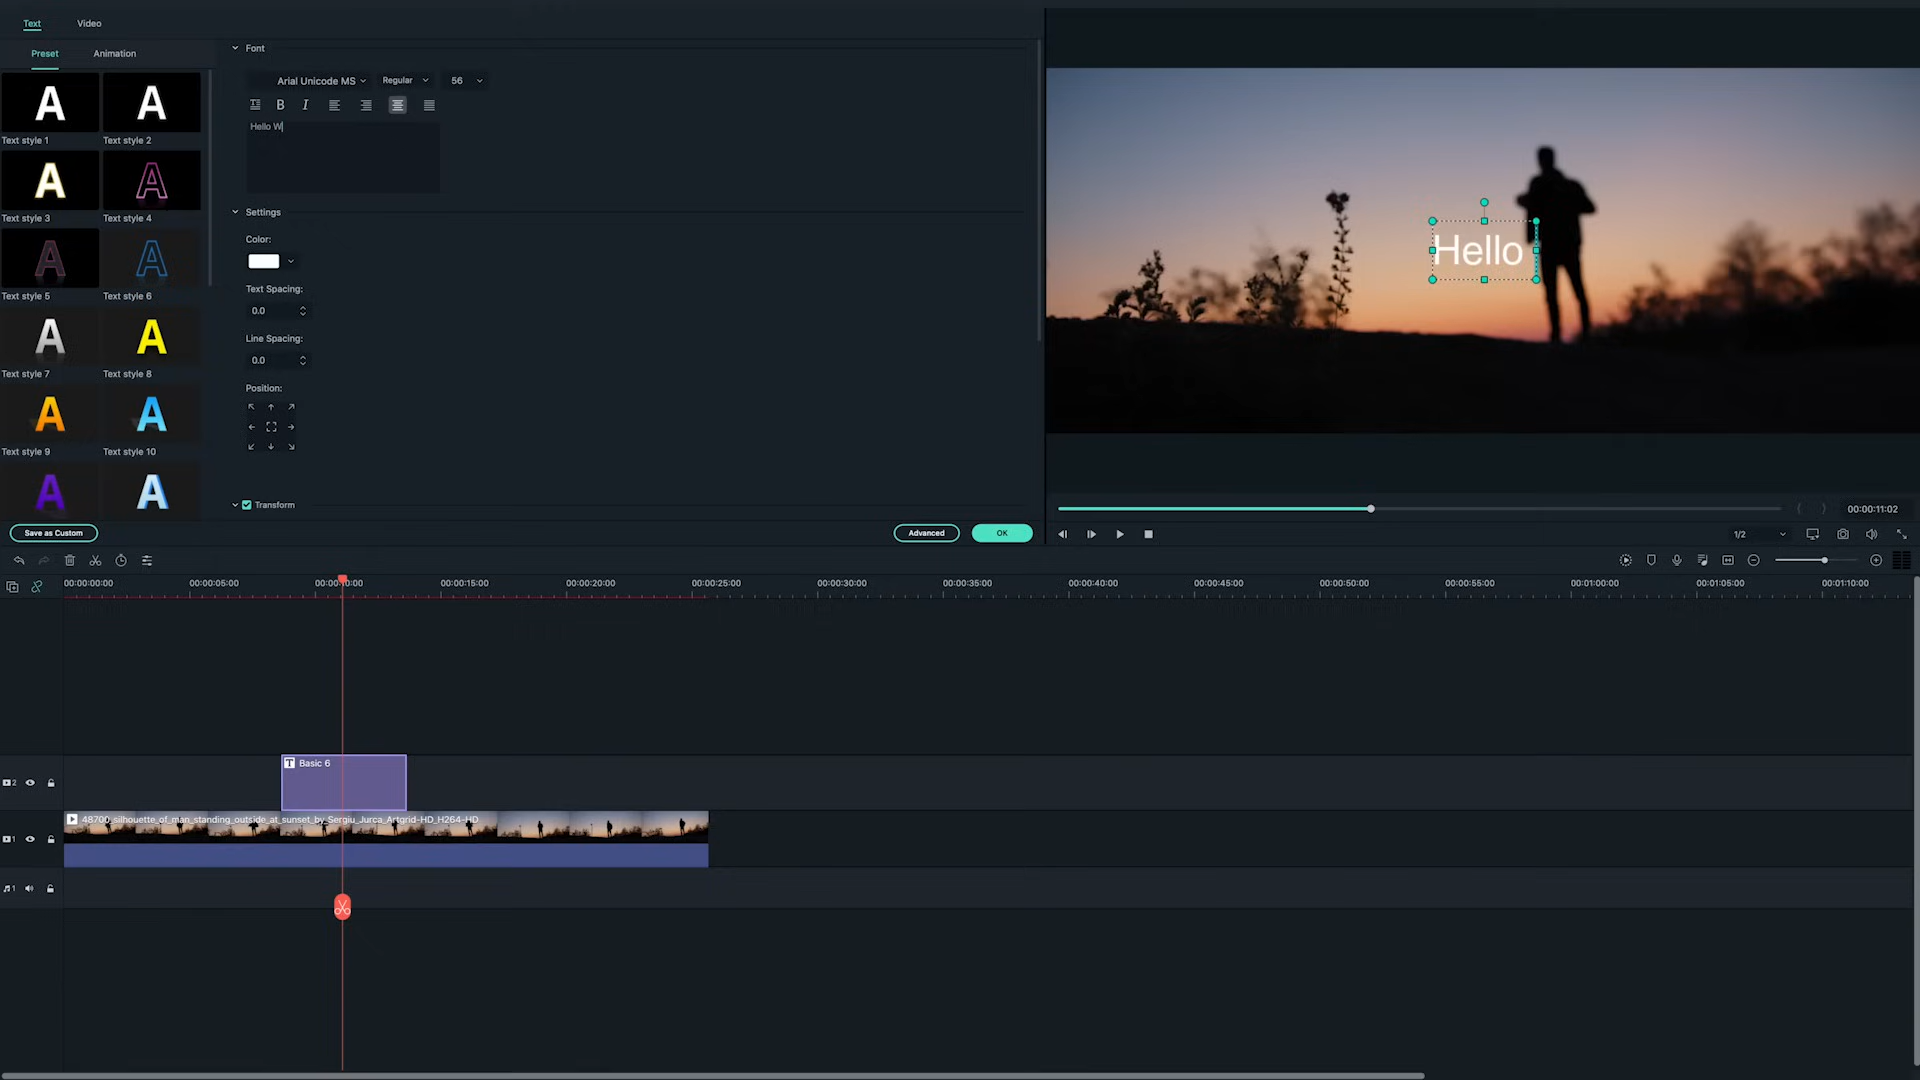 Text
Video
Preset
Animation
A
A
Text style 1
Text style 2
A
A
Text style 3
Text style 4
A
A
Text style 5
Text style 6
A
A
Text style 7
Text style 8
A
A
Text style 9
Text style 10
A
A
Font
Arial Unicode MS
Regular
56
B
I
Hello W
Settings
Color:
Text Spacing:
0.0
Line Spacing:
0.0
Position:
Transform
Save as Custom
Advanced
OK
Hello
00:00:11:02
1/2
00:00:00:00
00:00:05:00
00:00:10:00
00:00:15:00
00:00:20:00
00:00:25:00
00:00:30:00
00:00:35:00
00:00:40:00
00:00:45:00
00:00:50:00
00:00:55:00
00:01:00:00
00:01:05:00
00:01:10:00
2
T Basic 6
48700_silhouette_of_man_standing_outside_at_sunset_by_Sergiu_Jurca_Artgrid-HD_H264-HD
1
1